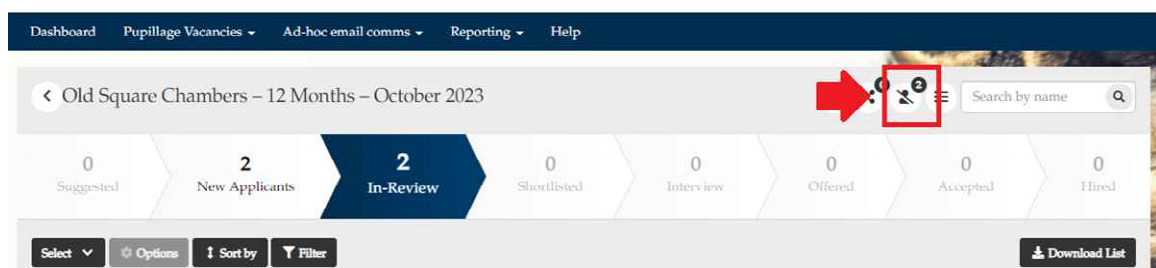 Dashboard Pupillage Vacancies Ad-hoc email comms Reporting Help
Old Square Chambers – 12 Months – October 2023
2
Search by name
0 2 2 0 0 0 0 0
Suggested New Applicants In-Review Shortlisted Interview Offered Accepted Hired
Select Options Sort by Filter Download List